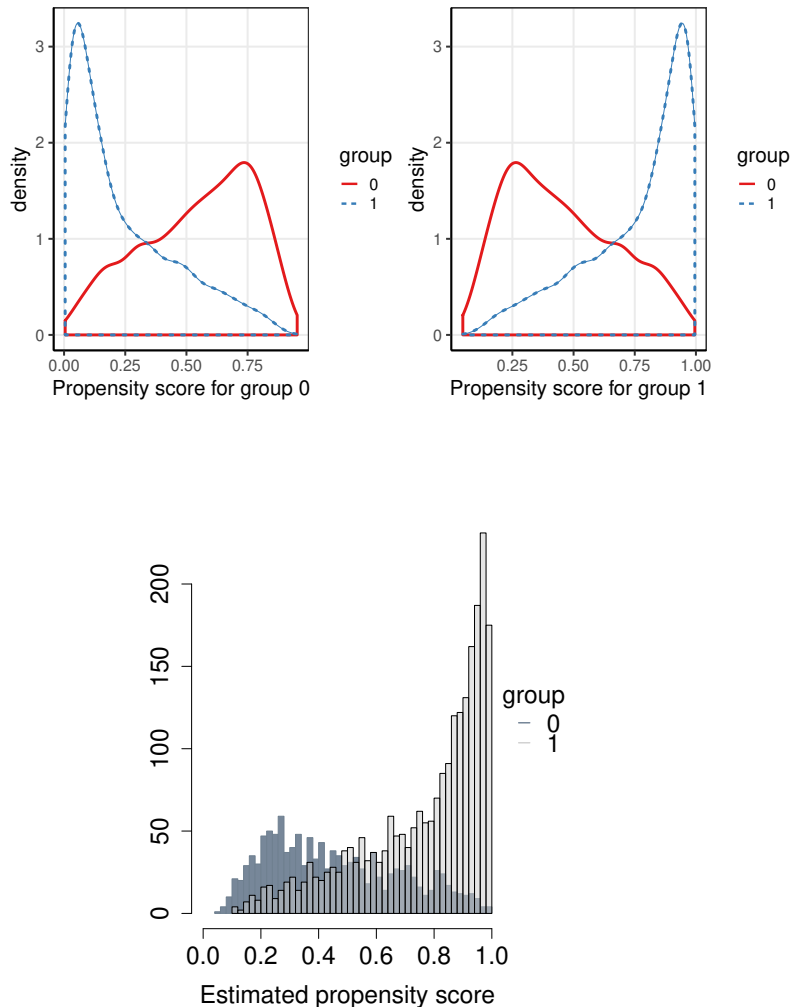 density
3
2
1
0
0.00 0.25 0.50 0.75
Propensity score for group 0
group
0
1
density
3
2
1
0
0.25 0.50 0.75 1.00
Propensity score for group 1
group
0
1
200
150
100
50
0
0.0 0.2 0.4 0.6 0.8 1.0
Estimated propensity score
group
0
1